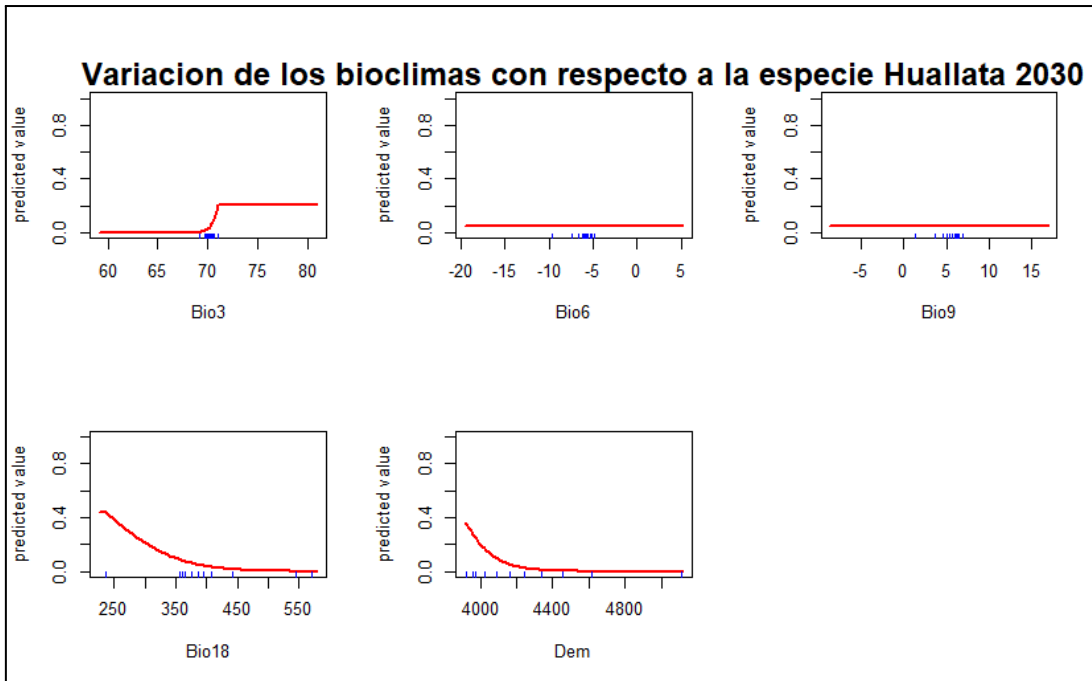 Variacion de los bioclimas con respecto a la especie Huallata 2030
predicted value
0.0 0.4 0.8
60 65 70 75 80
Bio3
predicted value
0.0 0.4 0.8
-20 -15 -10 -5 0 5
Bio6
predicted value
0.0 0.4 0.8
-5 0 5 10 15
Bio9
predicted value
0.0 0.4 0.8
250 350 450 550
Bio18
predicted value
0.0 0.4 0.8
4000 4400 4800
Dem